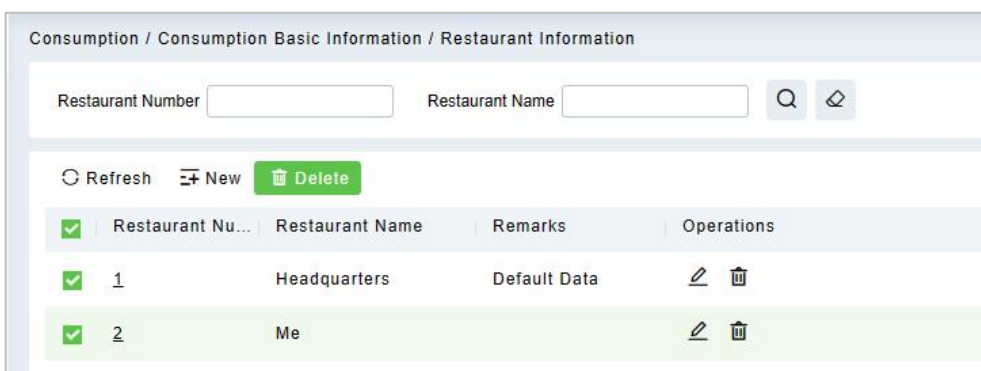 Consumption / Consumption Basic Information / Restaurant Information
Restaurant Number Restaurant Name
Refresh New Delete
Restaurant Nu... Restaurant Name Remarks Operations
1 Headquarters Default Data
2 Me